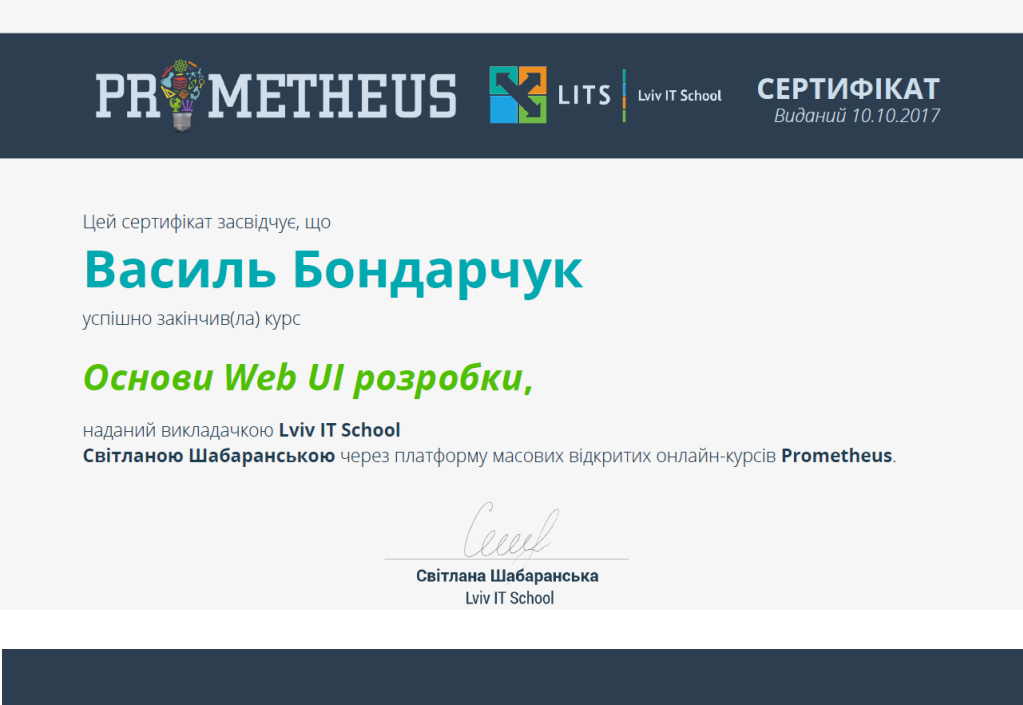 PROMETHEUS
LITS
Lviv IT School
СЕРТИФІКАТ
Виданий 10.10.2017
Цей сертифікат засвідчує, що
Василь Бондарчук
успішно закінчив(ла) курс
Основи Web UI розробки,
наданий викладачкою Lviv IT School
Світланою Шабаранською через платформу масових відкритих онлайн-курсів Prometheus.
Світлана Шабаранська
Lviv IT School